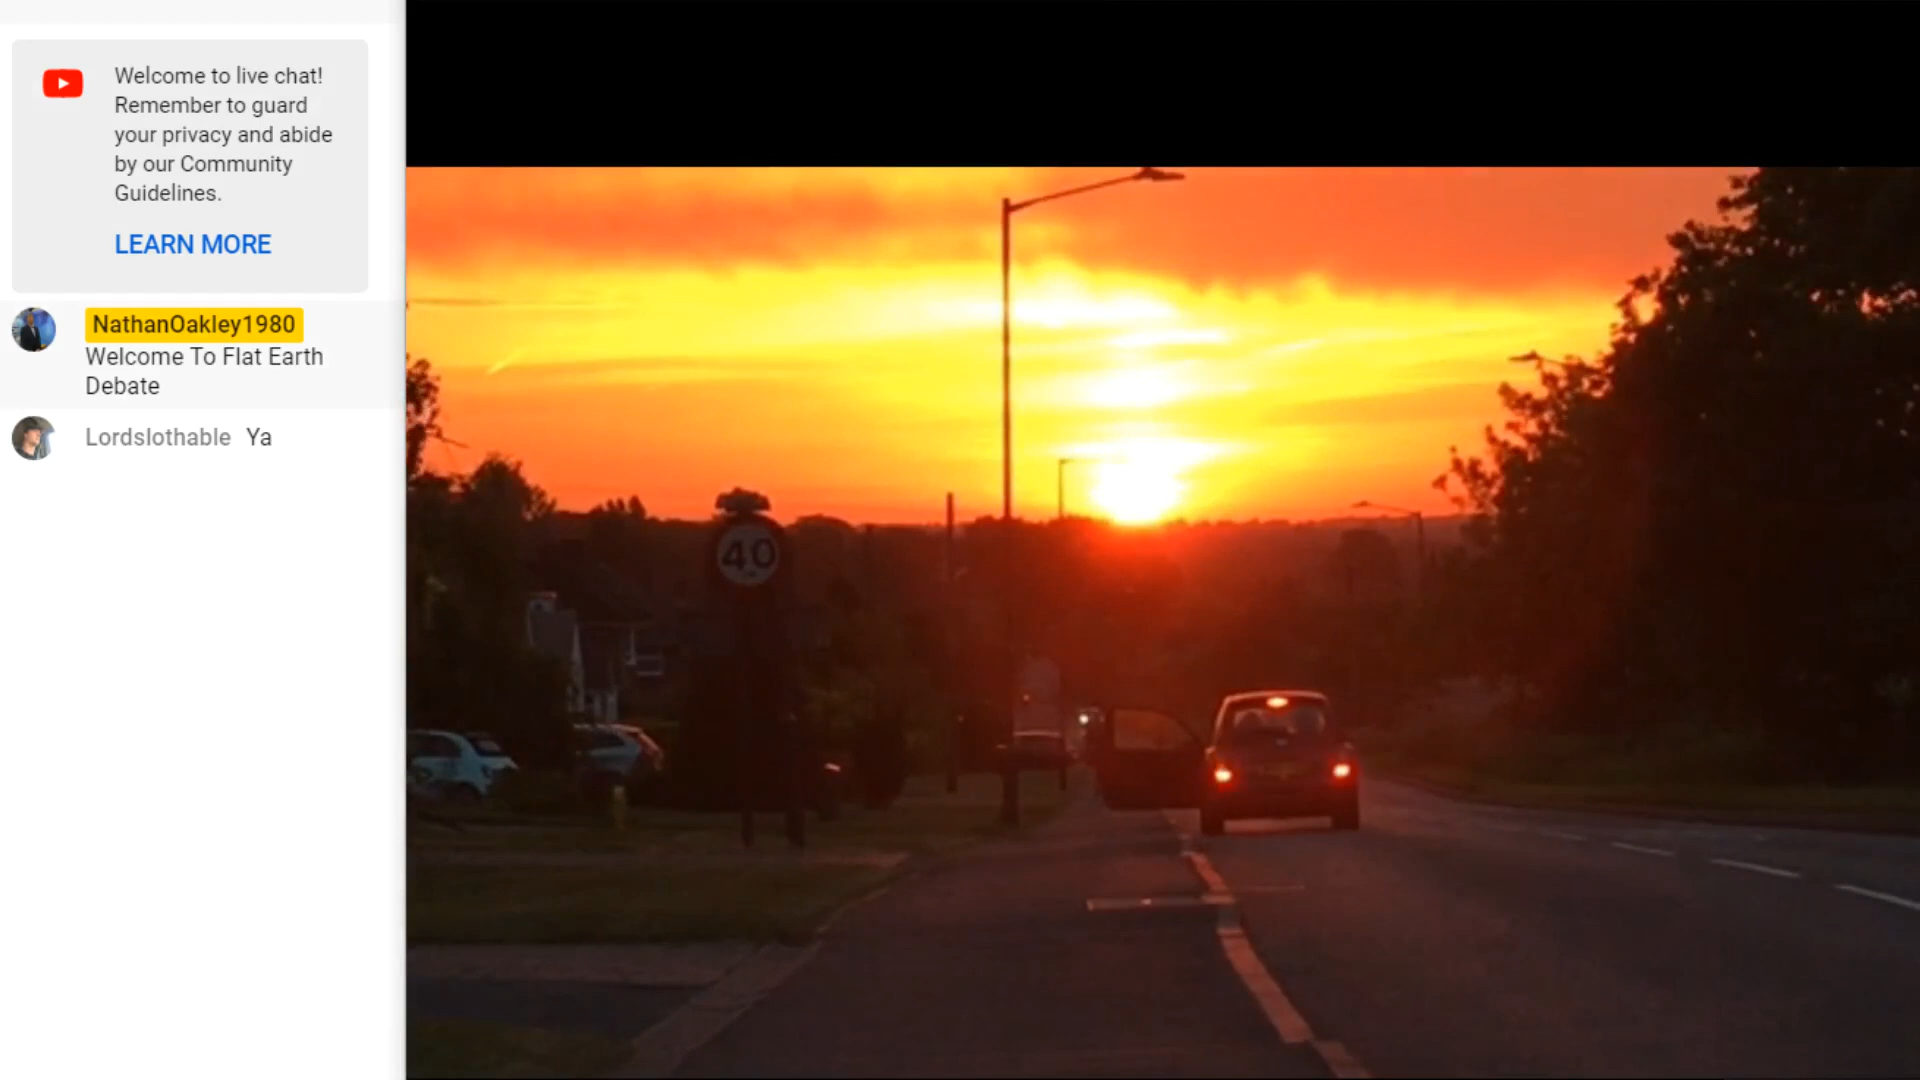 Welcome to live chat!
Remember to guard
your privacy and abide
by our Community
Guidelines.
LEARN MORE
NathanOakley1980
Welcome To Flat Earth
Debate
Lordslothable Ya
40